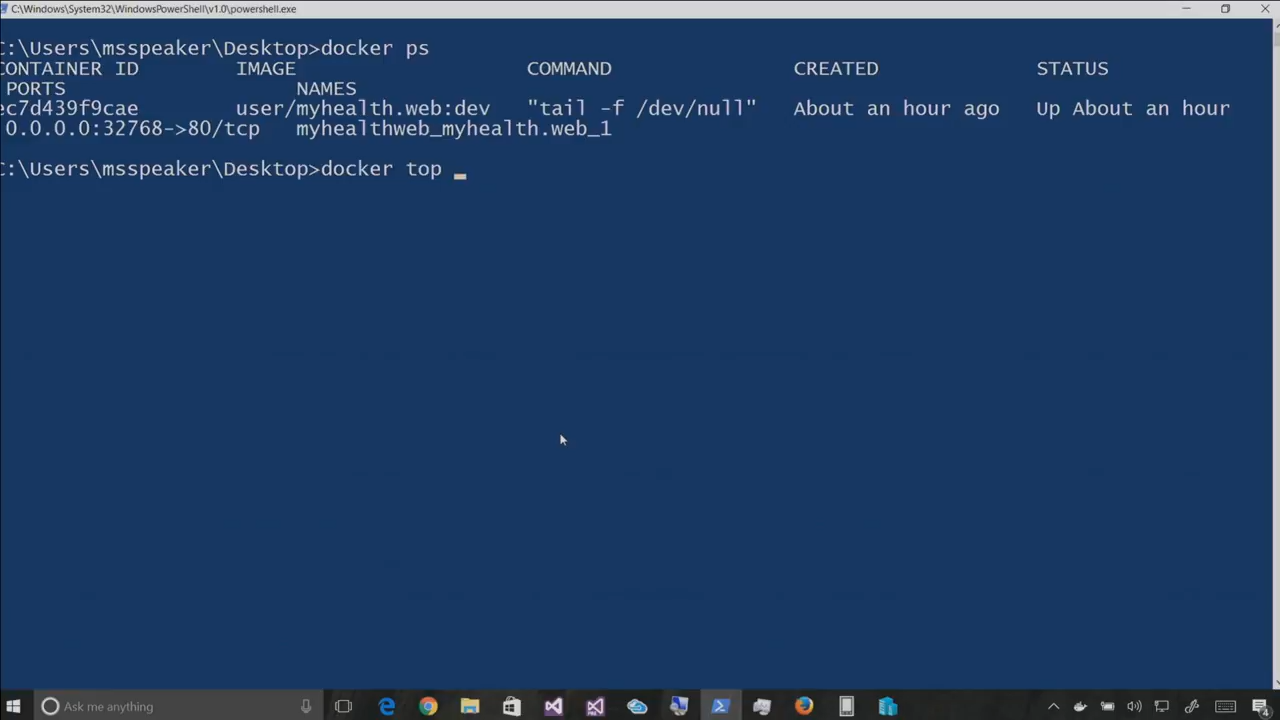 C:\Windows\System32\WindowsPowerShell\v1.0\powershell.exe
C:\Users\msspeaker\Desktop>docker ps
CONTAINER ID IMAGE COMMAND CREATED STATUS
PORTS NAMES
ec7d439f9cae user/myhealth.web:dev "tail -f /dev/null" About an hour ago Up About an hour
0.0.0.0:32768->80/tcp myhealthweb_myhealth.web_1
C:\Users\msspeaker\Desktop>docker top _
Ask me anything
4